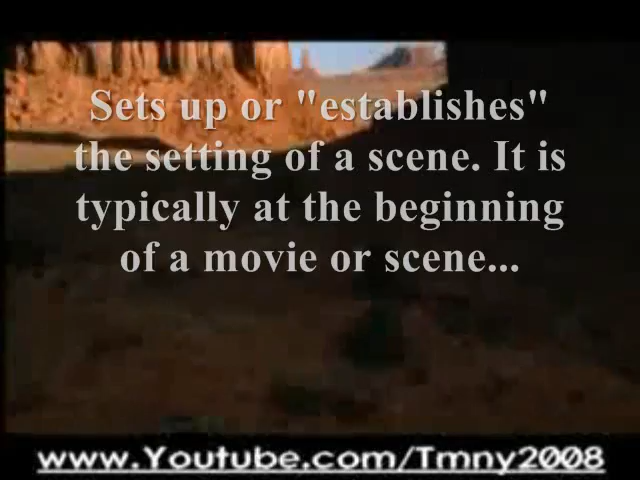 Sets up or "establishes"
the setting of a scene. It is
typically at the beginning
of a movie or scene...
www.Youtube.com/Tmny2008